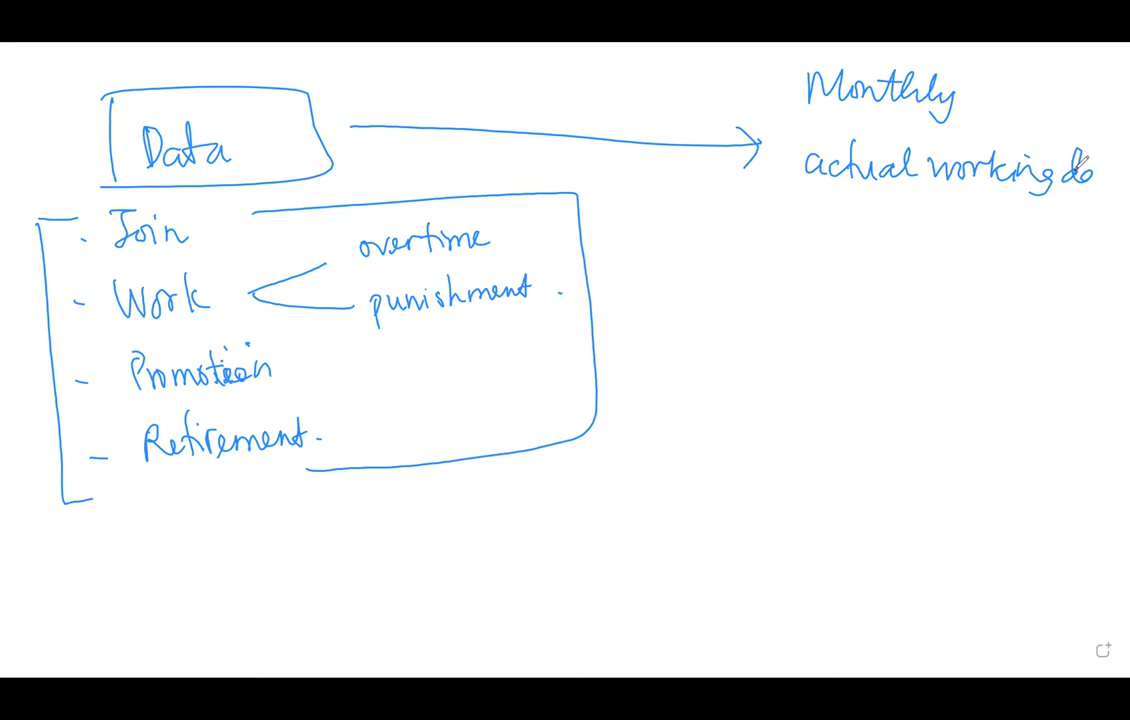 Data
Monthly
actual working
. Join
- Work
overtime
punishment .
- Promotion
- Retirement.